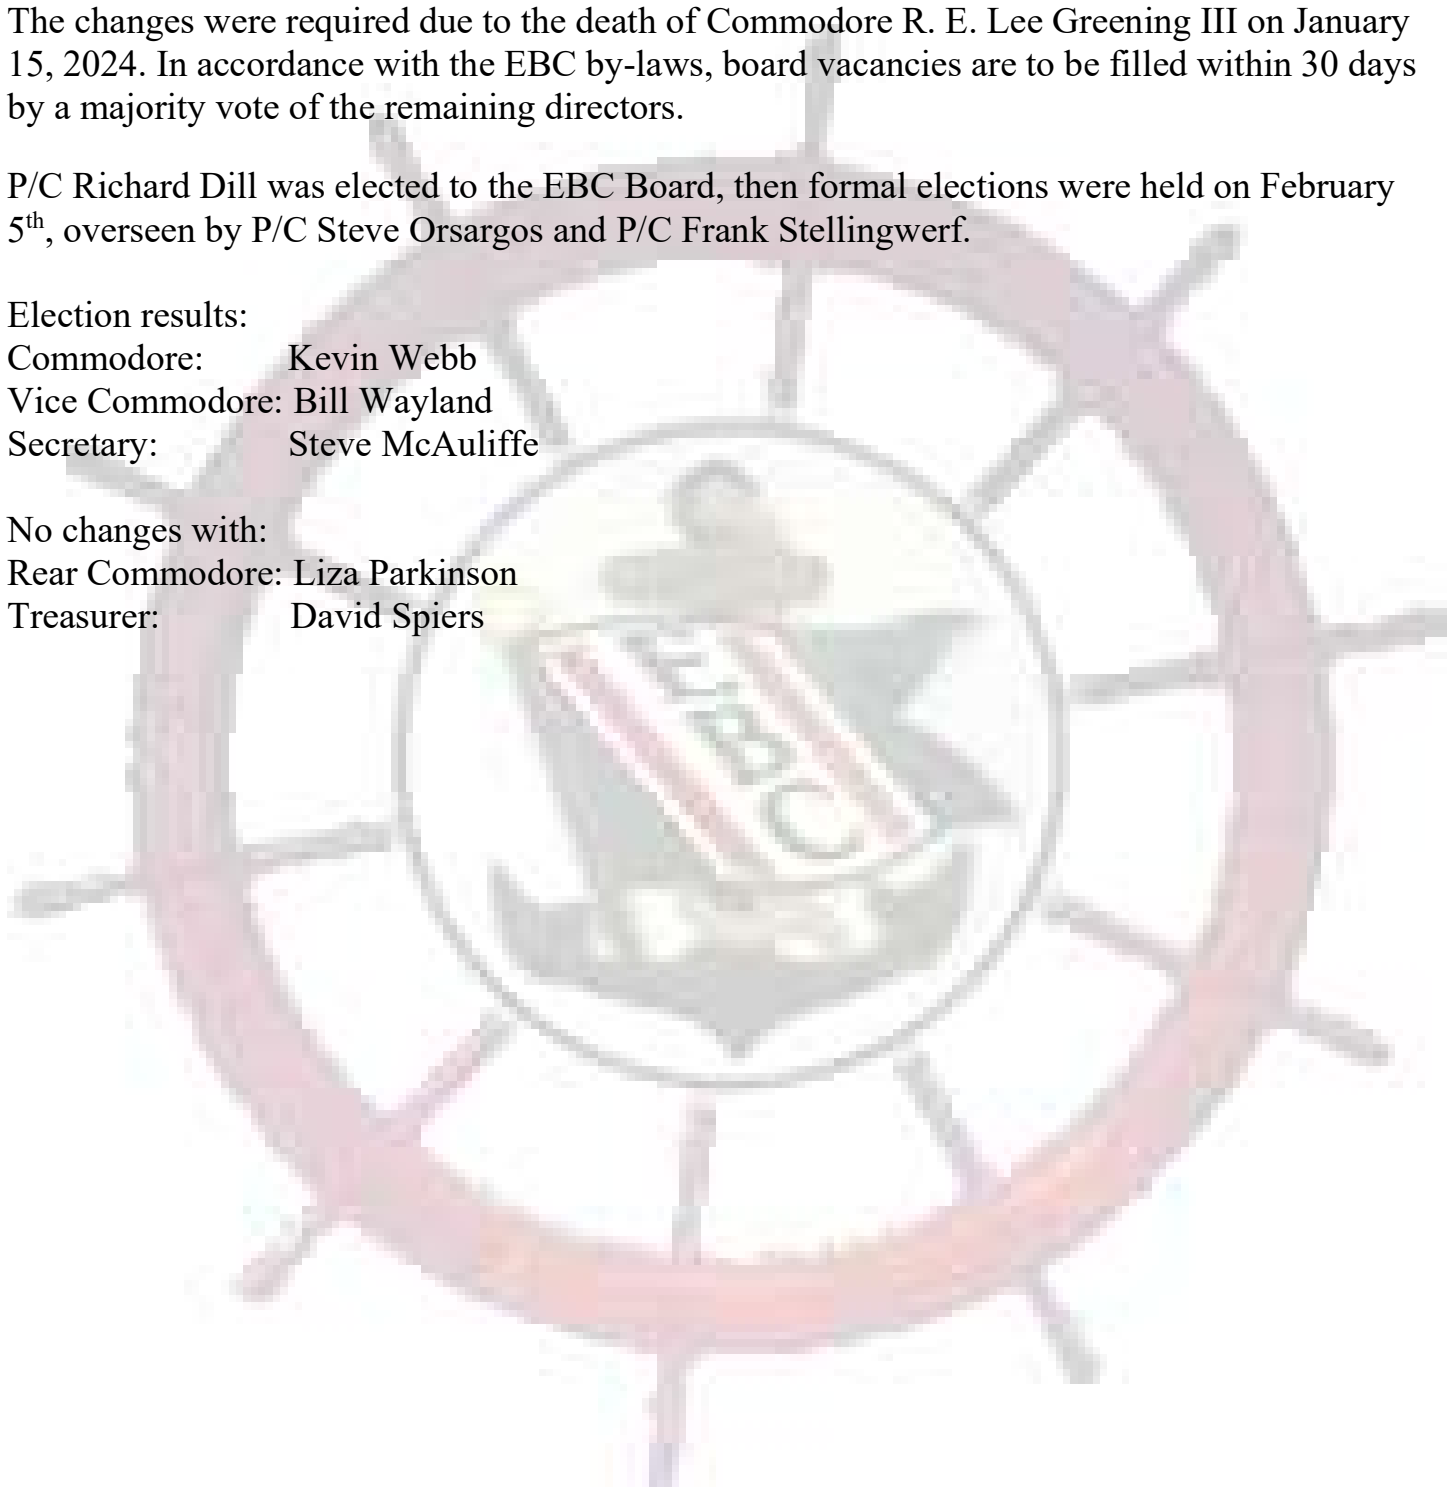 The changes were required due to the death of Commodore R. E. Lee Greening III on January
15, 2024. In accordance with the EBC by-laws, board vacancies are to be filled within 30 days
by a majority vote of the remaining directors.
P/C Richard Dill was elected to the EBC Board, then formal elections were held on February
5th, overseen by P/C Steve Orsargos and P/C Frank Stellingwerf.
Election results:
Commodore: Kevin Webb
Vice Commodore: Bill Wayland
Secretary: Steve McAuliffe
No changes with:
Rear Commodore: Liza Parkinson
Treasurer: David Spiers
EBC